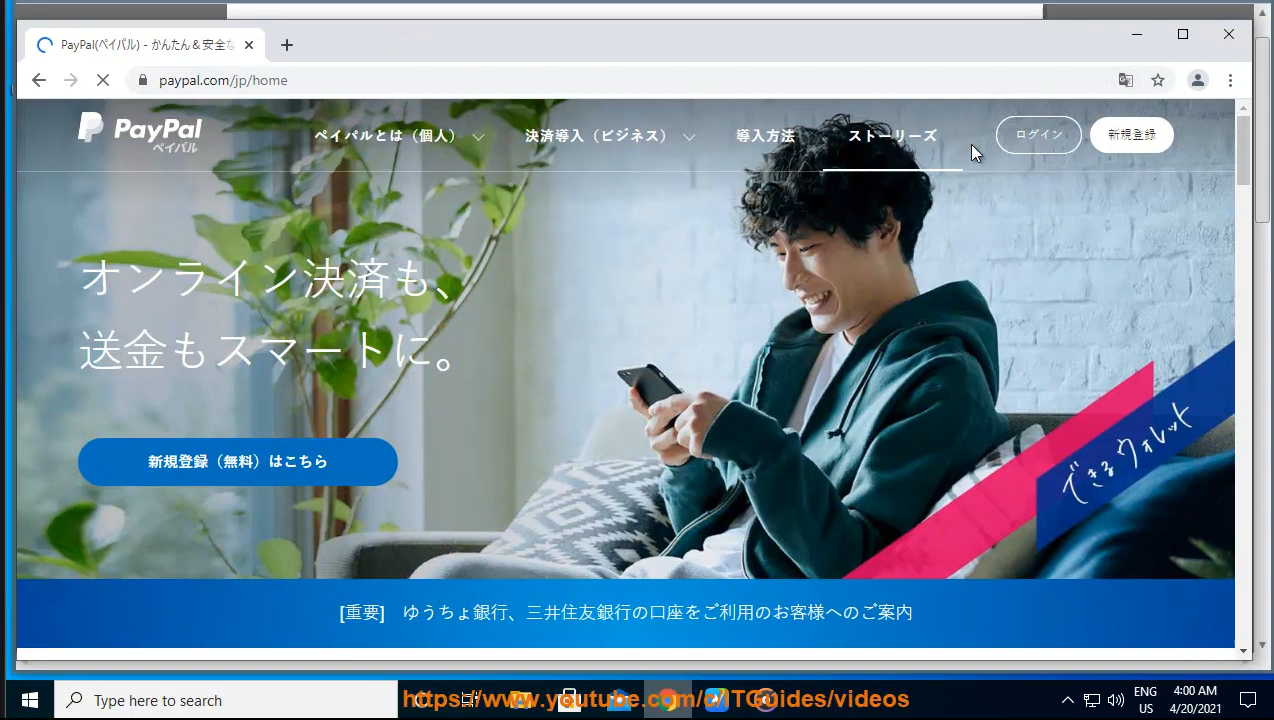 PayPal(ペイパル) - かんたん & 安全な
paypal.com/jp/home
PayPal
ペイパル
ペイパルとは（個人） 決済導入（ビジネス） 導入方法 ストーリーズ ログイン 新規登録
オンライン決済も、
送金もスマートに。
新規登録（無料）はこちら
できるウォレット
[重要] ゆうちょ銀行、三井住友銀行の口座をご利用のお客様へのご案内
Type here to search
https://www.youtube.com/c/ITGuides/videos
ENG
US
4:00 AM
4/20/2021